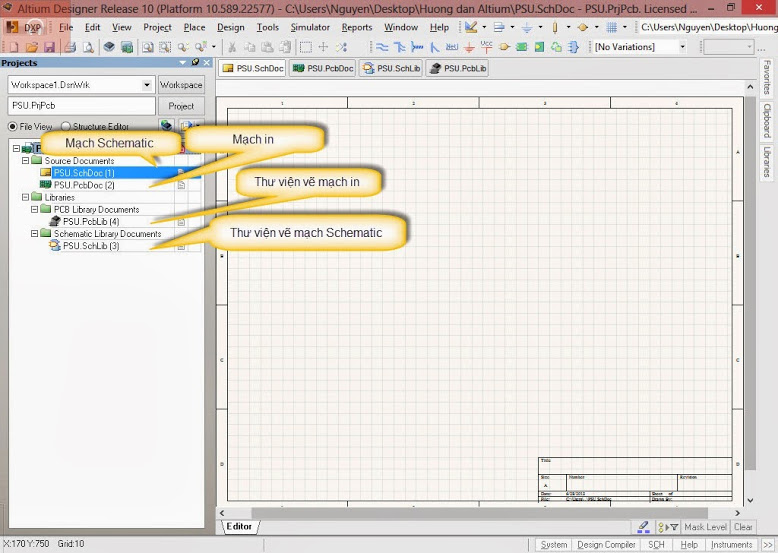 Altium Designer Release 10 (Platform 10.589.22577) - C:\Users\Nguyen\Desktop\Huong dan Altium\PSU.SchDoc - PSU.PrjPcb. Licensed ...
DXP File Edit View Project Place Design Tools Simulator Reports Window Help C:\Users\Nguyen\Desktop\Huong
[No Variations]
Projects
PSU.SchDoc PSU.PcbDoc PSU.SchLib PSU.PcbLib
Workspace1.DsnWrk Workspace
PSU.PrjPcb Project
File View Structure Editor
Mạch Schematic
Mạch in
Source Documents
PSU.SchDoc (1)
PSU.PcbDoc (2)
Thư viện vẽ mạch in
Libraries
PCB Library Documents
PSU.PcbLib (4)
Schematic Library Documents
PSU.SchLib (3)
Thư viện vẽ mạch Schematic
Favorites
Clipboard
Libraries
1 2 3 4
A
B B
C C
D D
Title
Size Number Revision
A
Date: Sheet of
File: Drawn By:
Editor
Mask Level Clear
X:170 Y:750 Grid:10
System Design Compiler SCH Help Instruments >>